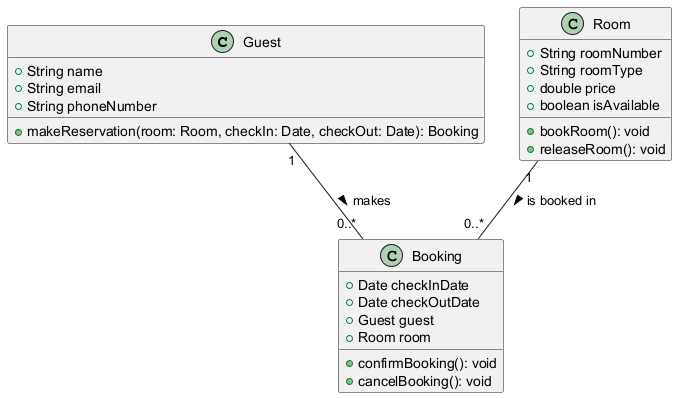 C Guest
+ String name
+ String email
+ String phoneNumber
+ makeReservation(room: Room, checkIn: Date, checkOut: Date): Booking
C Room
+ String roomNumber
+ String roomType
+ double price
+ boolean isAvailable
+ bookRoom(): void
+ releaseRoom(): void
1
1
makes
is booked in
0..*
0..*
C Booking
Date checkInDate
Date checkOutDate
Guest guest
Room room
confirmBooking(): void
cancelBooking(): void